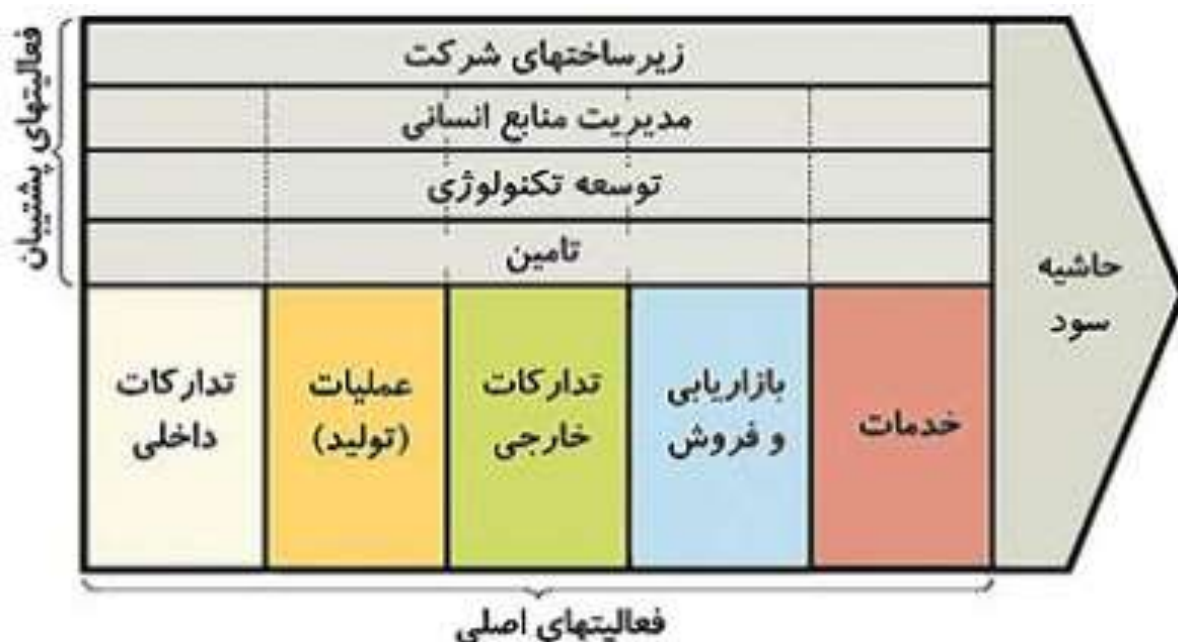 فعالیتهای پشتیبان
زیرساختهای شرکت
مدیریت منابع انسانی
توسعه تکنولوژی
تامین
حاشیه
سود
تدارکات
داخلی
عملیات
(تولید)
تدارکات
خارجی
بازاریابی
و فروش
خدمات
فعالیتهای اصلی